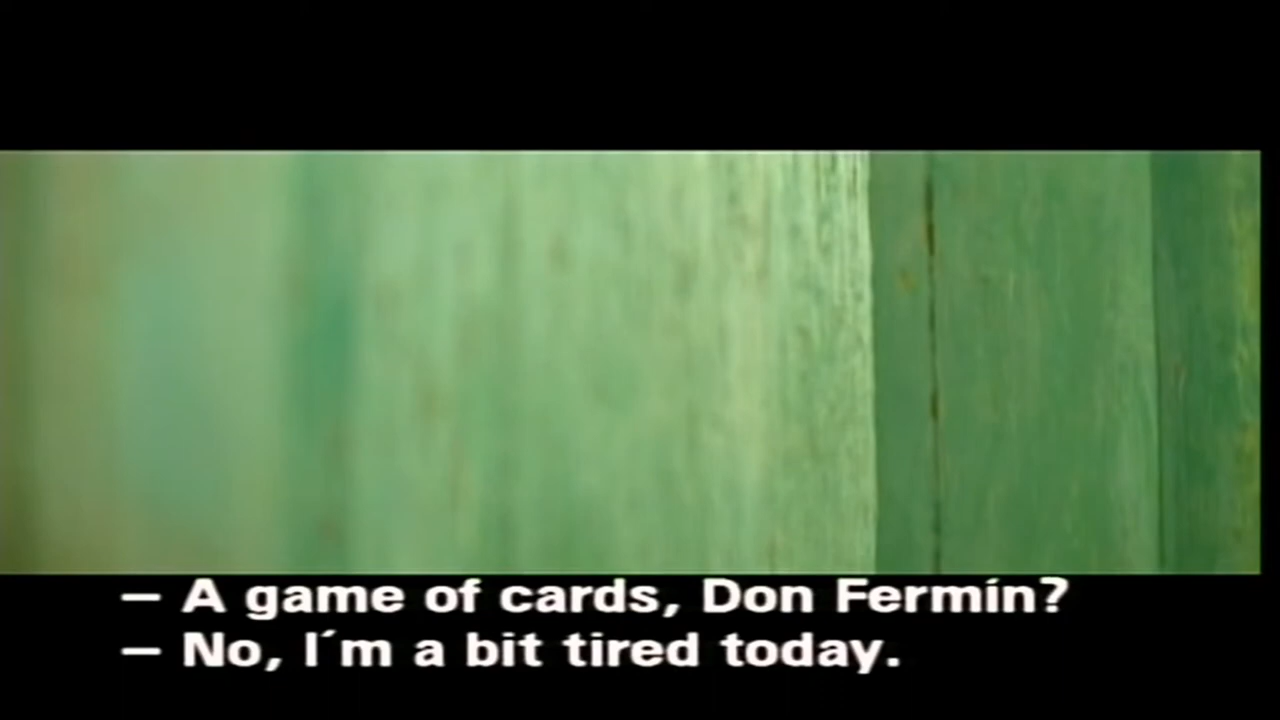 – A game of cards, Don Fermín?
– No, I´m a bit tired today.